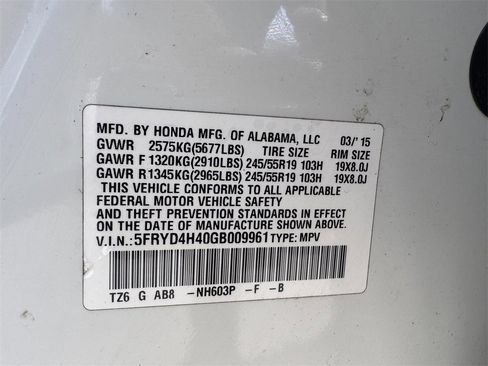 MFD. BY HONDA MFG. OF ALABAMA, LLC 03/'15
GVWR 2575KG(5677LBS) TIRE SIZE RIM SIZE
GAWR F 1320KG(2910LBS) 245/55R19 103H 19X8.0J
GAWR R 1345KG(2965LBS) 245/55R19 103H 19X8.0J
THIS VEHICLE CONFORMS TO ALL APPLICABLE
FEDERAL MOTOR VEHICLE SAFETY
AND THEFT PREVENTION STANDARDS IN EFFECT
ON THE DATE OF MANUFACTURE SHOWN ABOVE.
V.I.N.: 5FRYD4H40GB009961 TYPE: MPV
TZ6 G AB8 -NH603P -F -B